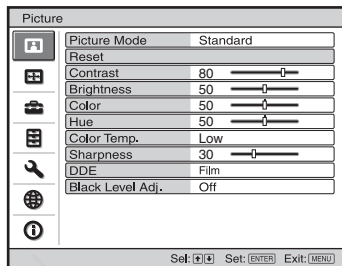 Picture
Picture Mode Standard
Reset
Contrast 80
Brightness 50
Color 50
Hue 50
Color Temp. Low
Sharpness 30
DDE Film
Black Level Adj. Off
Sel: Set: ENTER Exit: MENU